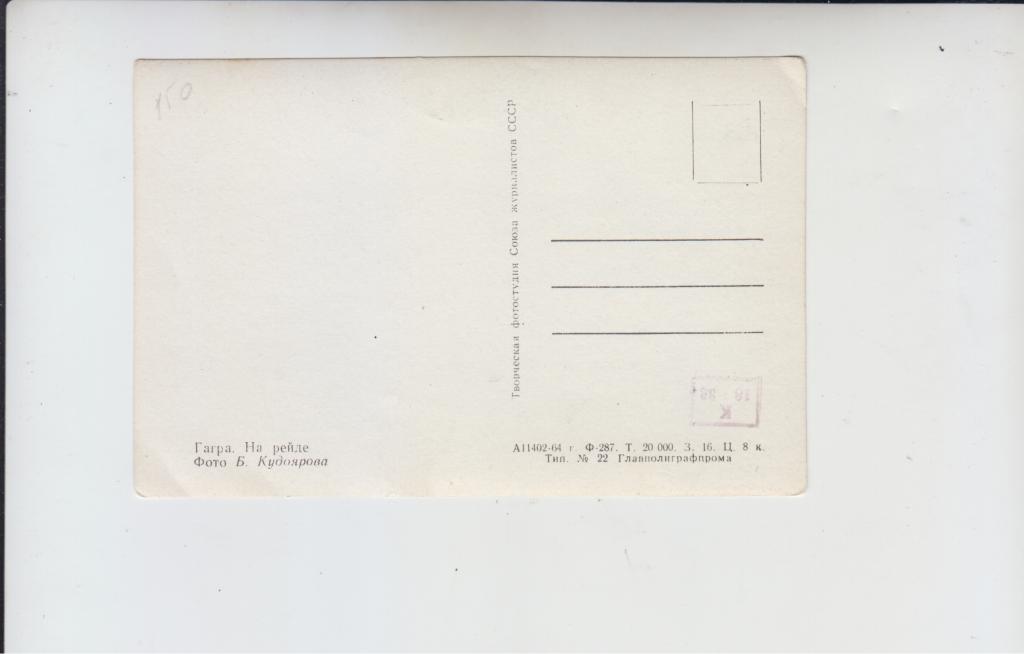 150
Творческая фотостудия Союза журналистов СССР
Гагра. На рейде
Фото Б. Кудоярова
А11402-64 г. Ф-287. Т. 20 000. З. 16. Ц. 8 к.
Тип. № 22 Главполиграфпрома
К